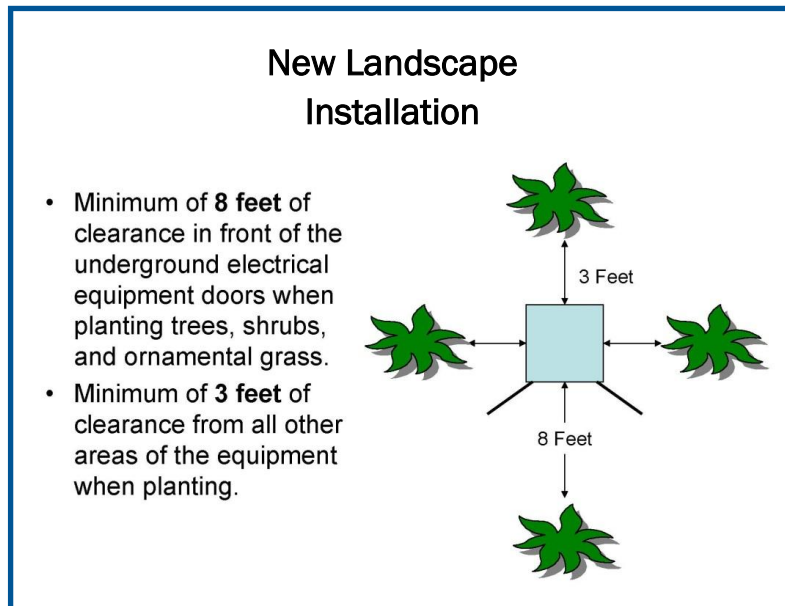 New Landscape
Installation
• Minimum of 8 feet of
clearance in front of the
underground electrical
equipment doors when
planting trees, shrubs,
and ornamental grass.
• Minimum of 3 feet of
clearance from all other
areas of the equipment
when planting.
3 Feet
8 Feet